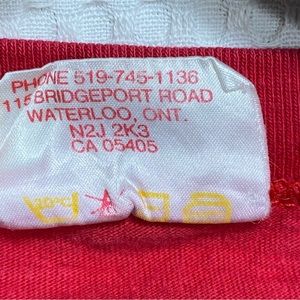 PHONE 519-745-1136
115 BRIDGEPORT ROAD
WATERLOO, ONT.
N2J 2K3
CA 05405